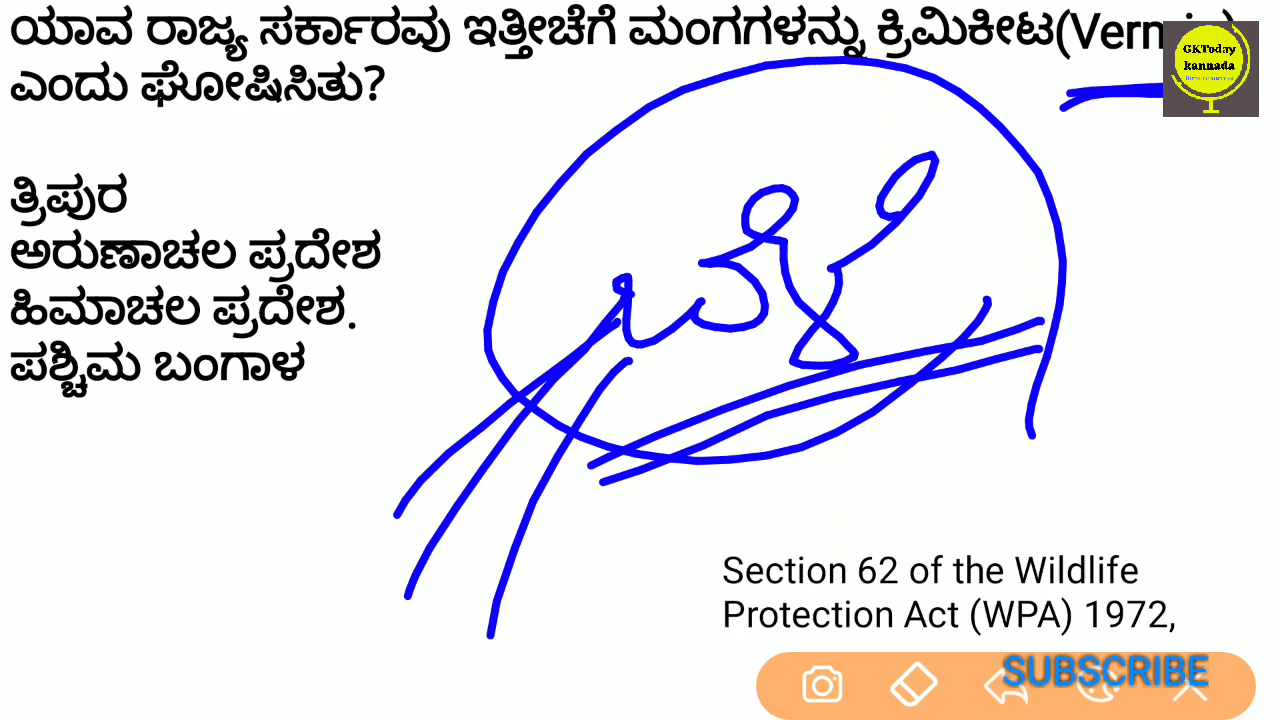 ಯಾವ ರಾಜ್ಯ ಸರ್ಕಾರವು ಇತ್ತೀಚೆಗೆ ಮಂಗಗಳನ್ನು ಕ್ರಿಮಿಕೀಟ
ಎಂದು ಘೋಷಿಸಿತು?
GKToday
kannada
ತ್ರಿಪುರ
ಅರುಣಾಚಲ ಪ್ರದೇಶ
ಹಿಮಾಚಲ ಪ್ರದೇಶ.
ಪಶ್ಚಿಮ ಬಂಗಾಳ
Section 62 of the Wildlife
Protection Act (WPA) 1972,
SUBSCRIBE